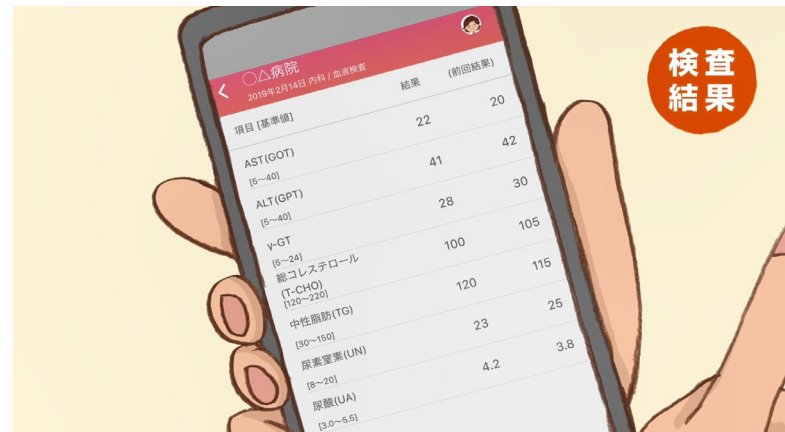 ○△病院
2019年2月14日 内科 / 血液検査
項目 [基準値] 結果 (前回結果)
AST(GOT) 22 20
[5〜40]
ALT(GPT) 41 42
[5〜40]
γ-GT 28 30
[6〜24]
総コレステロール
(T-CHO) 100 105
[120〜220]
中性脂肪(TG) 120 115
[30〜150]
尿素窒素(UN) 23 25
[8〜20]
尿酸(UA) 4.2 3.8
[3.0〜5.5]
検査
結果